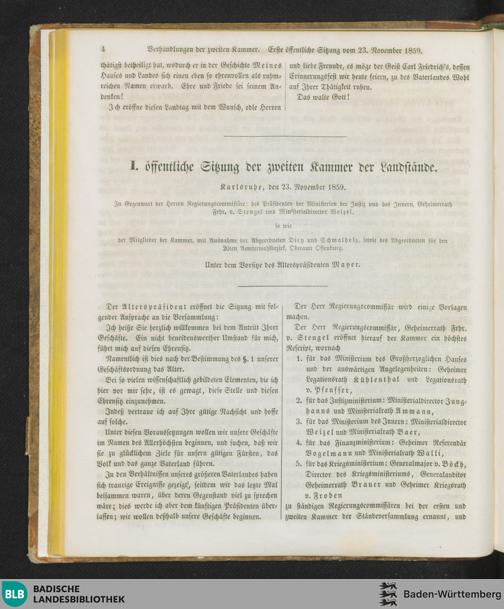 4 Verhandlungen der zweiten Kammer. Erste öffentliche Sitzung vom 23. November 1859.
thätigst betheiligt hat, wodurch er in der Geschichte Meines
Hauses und Landes sich einen eben so ehrenvollen als ruhm-
reichen Namen erwarb. Ehre und Friede sei seinem An-
denken!
Ich eröffne diesen Landtag mit dem Wunsch, edle Herren
und liebe Freunde, es möge der Geist Carl Friedrich's, dessen
Erinnerungsfest wir heute feiern, zu des Vaterlandes Wohl
auf Ihrer Thätigkeit ruhen.
Das walte Gott!
I. öffentliche Sitzung der zweiten Kammer der Landstände.
Karlsruhe, den 23. November 1859.
In Gegenwart der Herren Regierungscommissäre: des Präsidenten der Ministerien der Justiz und des Innern, Geheimerrath
Frhr. v. Stengel und Ministerialdirector Weizel,
so wie
der Mitglieder der Kammer, mit Ausnahme der Abgeordneten Dietz und Schmalholz, sowie des Abgeordneten für den
Aemterwahlbezirk, Oberamt Offenburg.
Unter dem Vorsitze des Alterspräsidenten Mayer.
Der Alterspräsident eröffnet die Sitzung mit fol-
gender Ansprache an die Versammlung:
Ich heiße Sie herzlich willkommen bei dem Antritt Ihrer
Geschäfte. Ein nicht beneidenswerther Umstand für mich,
führt mich auf diesen Ehrensitz.
Namentlich ist dies nach der Bestimmung des §. 1 unserer
Geschäftsordnung das Alter.
Bei so vielen wissenschaftlich gebildeten Elementen, die ich
hier vor mir sehe, ist es gewagt, diese Stelle und diesen
Ehrensitz einzunehmen.
Indeß vertraue ich auf Ihre gütige Nachsicht und hoffe
auf solche.
Unter diesen Voraussetzungen wollen wir unsere Geschäfte
im Namen des Allerhöchsten beginnen, und suchen, daß wir
sie zu glücklichem Ziele für unsern gütigen Fürsten, das
Volk und das ganze Vaterland führen.
In den Verhältnissen unseres größeren Vaterlandes haben
sich traurige Ereignisse gezeigt, seitdem wir das letzte Mal
beisammen waren, über deren Gegenstand viel zu sprechen
wäre; dies werde ich aber dem künftigen Präsidenten über-
lassen; wir wollen deßhalb unsere Geschäfte beginnen.
Der Herr Regierungscommissär wird einige Vorlagen
machen.
Der Herr Regierungscommissär, Geheimerrath Frhr.
v. Stengel eröffnet hierauf der Kammer ein höchstes
Rescript, wornach
1. für das Ministerium des Großherzoglichen Hauses
und der auswärtigen Angelegenheiten: Geheimer
Legationsrath Kühlenthal und Legationsrath
v. Pfeuffer,
2. für das Justizministerium: Ministerialdirector Jung-
hanns und Ministerialrath Ammann,
3. für das Ministerium des Innern: Ministerialdirector
Weizel und Ministerialrath Baer,
4. für das Finanzministerium: Geheimer Referendär
Vogelmann und Ministerialrath Walli,
5. für das Kriegsministerium: Generalmajor v. Böckh,
Director des Kriegsministeriums, Generalauditor
Geheimerrath Brauer und Geheimer Kriegsrath
v. Froben
zu ständigen Regierungscommissären bei der ersten und
zweiten Kammer der Ständeversammlung ernannt, und
BLB BADISCHE
LANDESBIBLIOTHEK
Baden-Württemberg